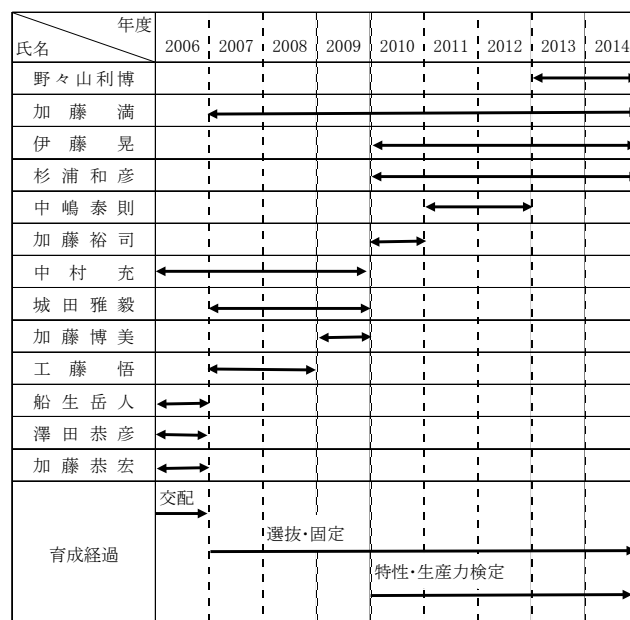 年度
氏名
2006 2007 2008 2009 2010 2011 2012 2013 2014
野々山利博
加藤満
伊藤晃
杉浦和彦
中嶋泰則
加藤裕司
中村充
城田雅毅
加藤博美
工藤悟
船生岳人
澤田恭彦
加藤恭宏
交配
選抜・固定
育成経過
特性・生産力検定